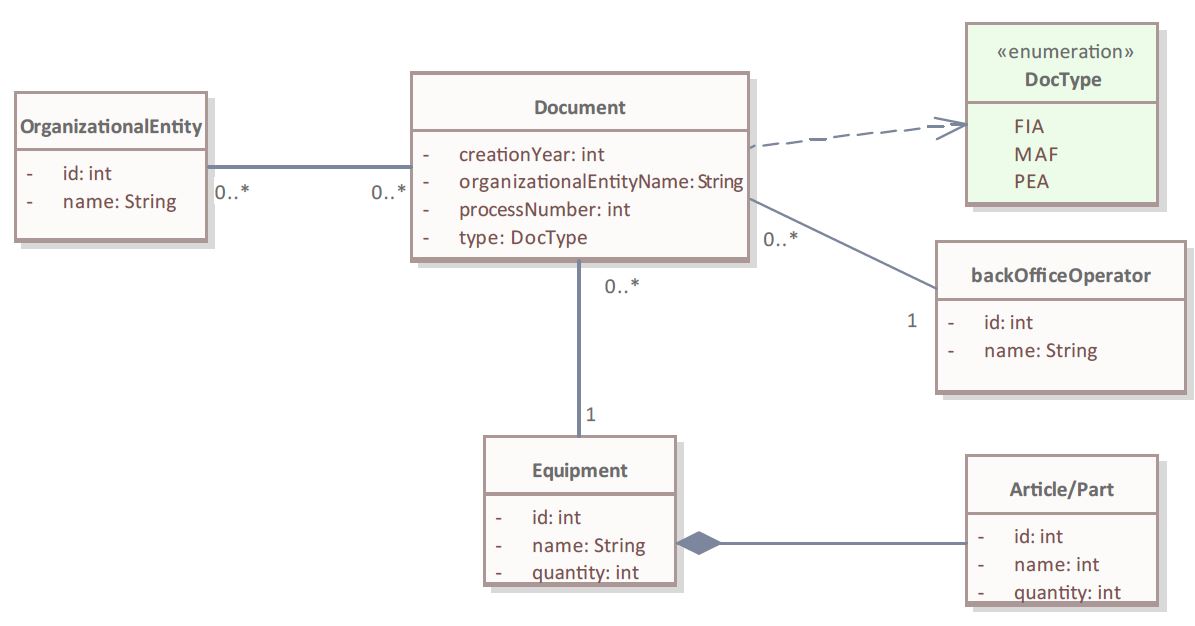 «enumeration»
DocType
FIA
MAF
PEA
Document
- creationYear: int
- organizationalEntityName: String
- processNumber: int
- type: DocType
OrganizationalEntity
- id: int
- name: String
0..*
0..*
0..*
0..*
1
backOfficeOperator
- id: int
- name: String
1
Equipment
- id: int
- name: String
- quantity: int
Article/Part
- id: int
- name: int
- quantity: int